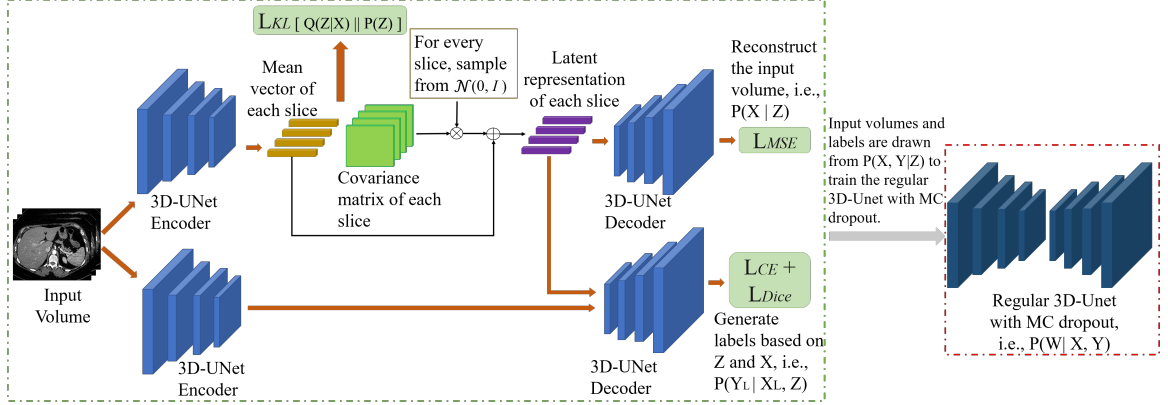 LKL [ Q(Z|X) || P(Z) ]
For every
slice, sample
from 𝒩(0, I )
Mean
vector of
each slice
Latent
representation
of each slice
Reconstruct
the input
volume, i.e.,
P(X | Z)
LMSE
3D-UNet
Encoder
Covariance
matrix of each
slice
3D-UNet
Decoder
Input
Volume
3D-UNet
Encoder
3D-UNet
Decoder
LCE +
LDice
Generate
labels based on
Z and X, i.e.,
P(YL | XL, Z)
Input volumes and
labels are drawn
from P(X, Y|Z) to
train the regular
3D-Unet with MC
dropout.
Regular 3D-Unet
with MC dropout,
i.e., P(W| X, Y)